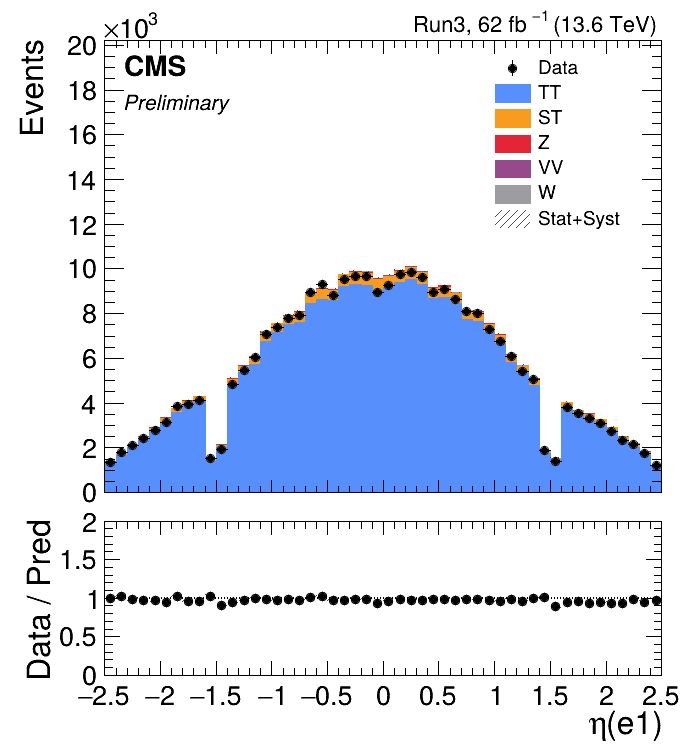 ×10³
Run3, 62 fb⁻¹ (13.6 TeV)
CMS
Preliminary
Events
20
18
16
14
12
10
8
6
4
2
0
Data
TT
ST
Z
VV
W
Stat+Syst
Data / Pred
2
1.5
1
0.5
0
−2.5 −2 −1.5 −1 −0.5 0 0.5 1 1.5 2 2.5
η(e1)